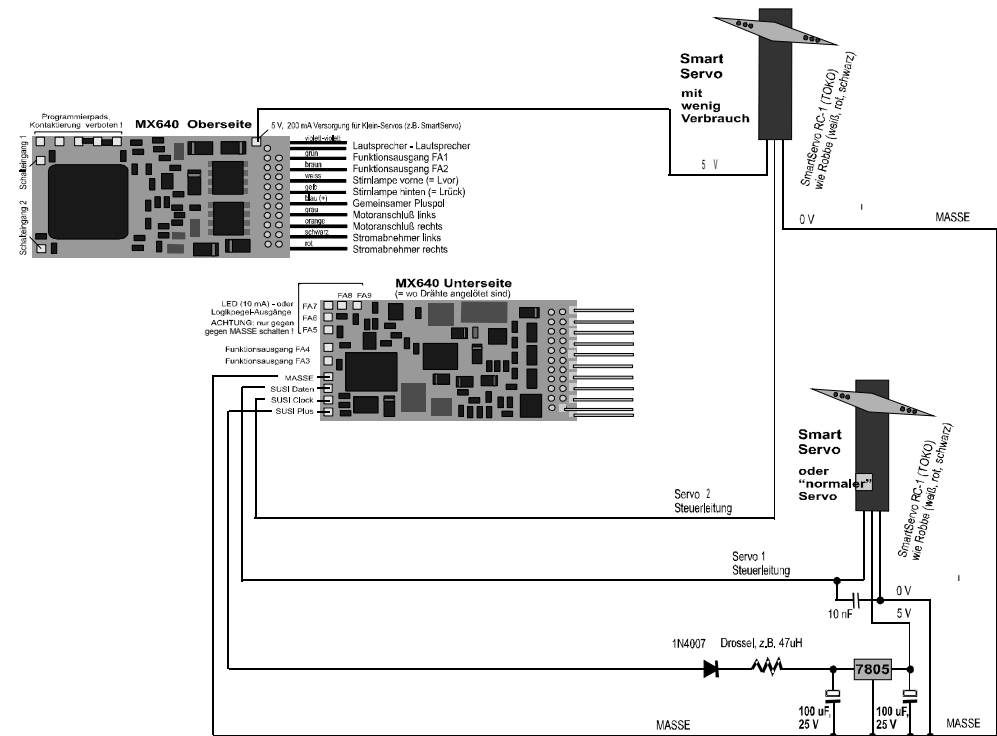 Smart
Servo
mit
wenig
Verbrauch
SmartServo RC-1 (TOKO)
wie Robbe (weiß, rot, schwarz)
Programmierpads,
Kontaktierung verboten !
MX640 Oberseite
5 V, 200 mA Versorgung für Klein-Servos (z.B. SmartServo)
Schalteingang 1
Schalteingang 2
violett-violett
Lautsprecher - Lautsprecher
grün
Funktionsausgang FA1
braun
Funktionsausgang FA2
weiss
Stirnlampe vorne (= Lvor)
gelb
Stirnlampe hinten (= Lrück)
blau (+)
Gemeinsamer Pluspol
grau
Motoranschluß links
orange
Motoranschluß rechts
schwarz
Stromabnehmer links
rot
Stromabnehmer rechts
5 V
0 V
MASSE
MX640 Unterseite
(= wo Drähte angelötet sind)
FA8 FA9
LED (10 mA) - oder
Logikpegel-Ausgänge
ACHTUNG: nur gegen
gegen MASSE schalten !
FA7
FA6
FA5
Funktionsausgang FA4
Funktionsausgang FA3
MASSE
SUSI Daten
SUSI Clock
SUSI Plus
Smart
Servo
oder
“normaler”
Servo
SmartServo RC-1 (TOKO)
wie Robbe (weiß, rot, schwarz)
Servo 2
Steuerleitung
Servo 1
Steuerleitung
10 nF
0 V
5 V
1N4007
Drossel, z.B, 47uH
7805
100 uF,
25 V
100 uF,
25 V
MASSE
MASSE